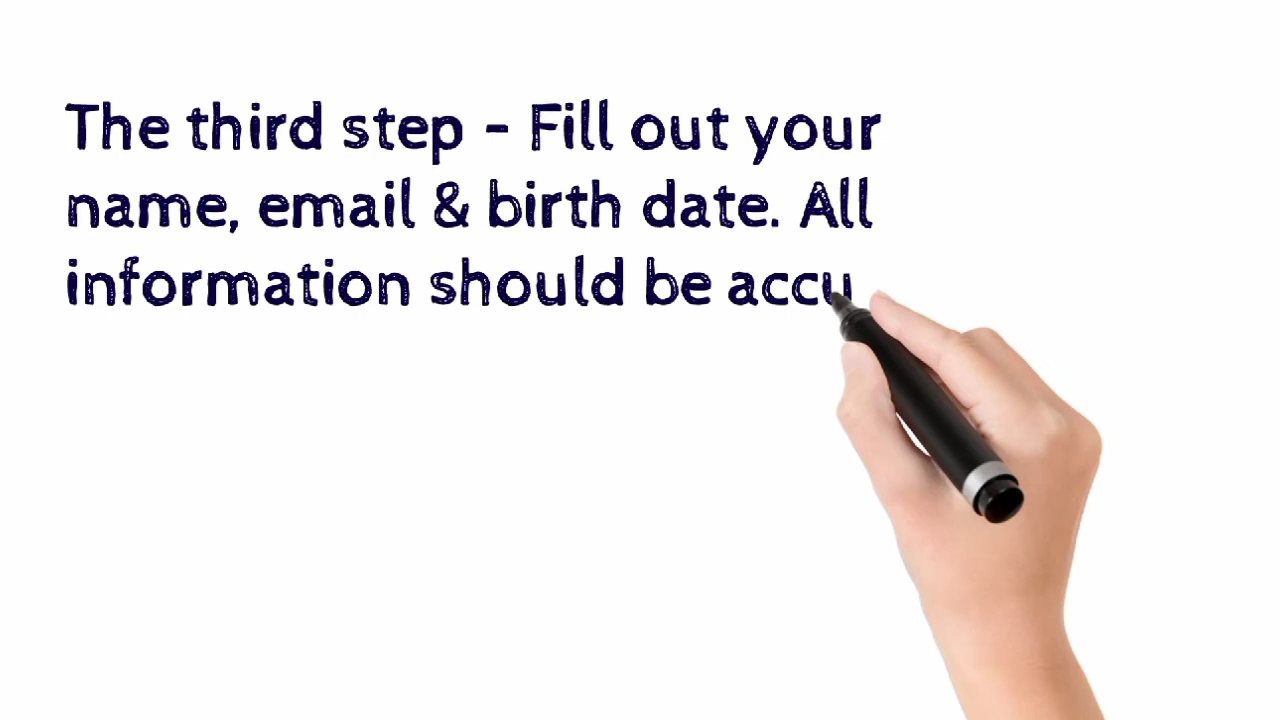 The third step - Fill out your
name, email & birth date. All
information should be accu